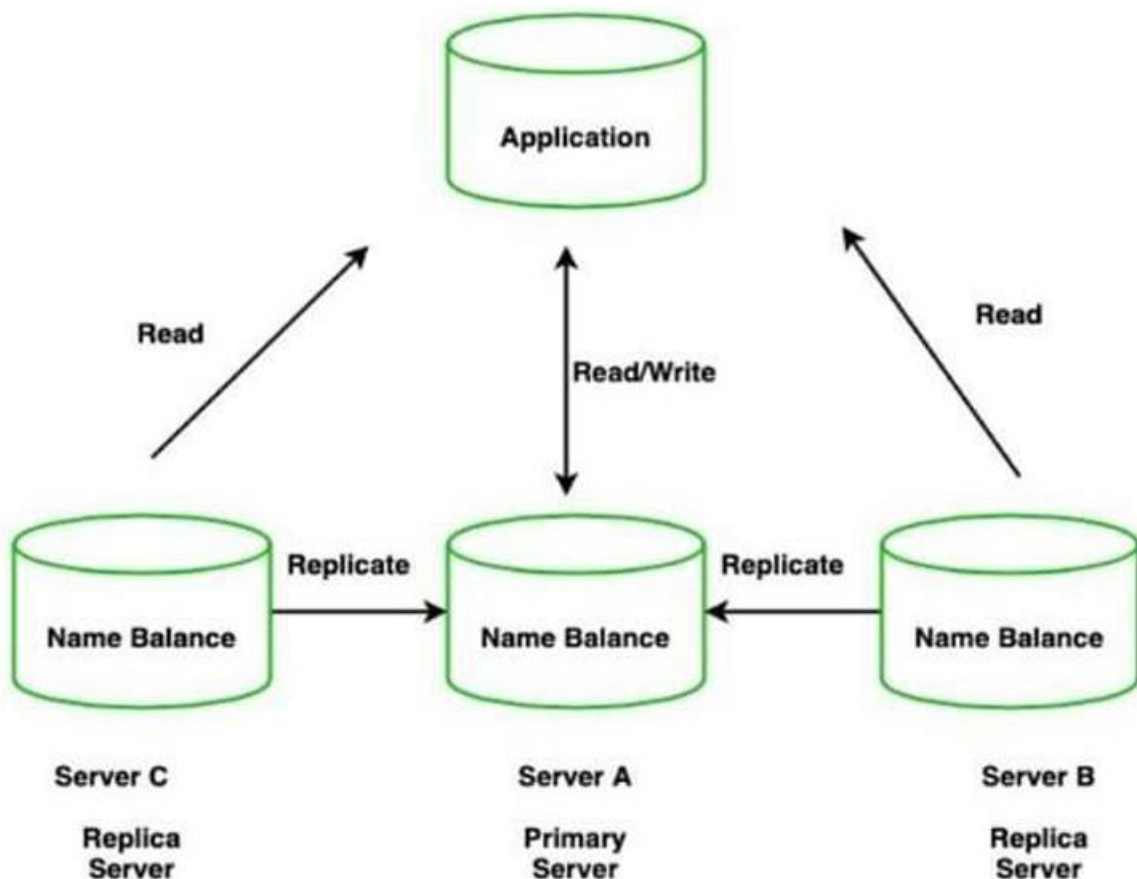 Application
Read
Read
Read/Write
Replicate
Replicate
Name Balance
Name Balance
Name Balance
Server C
Server A
Server B
Replica
Server
Primary
Server
Replica
Server